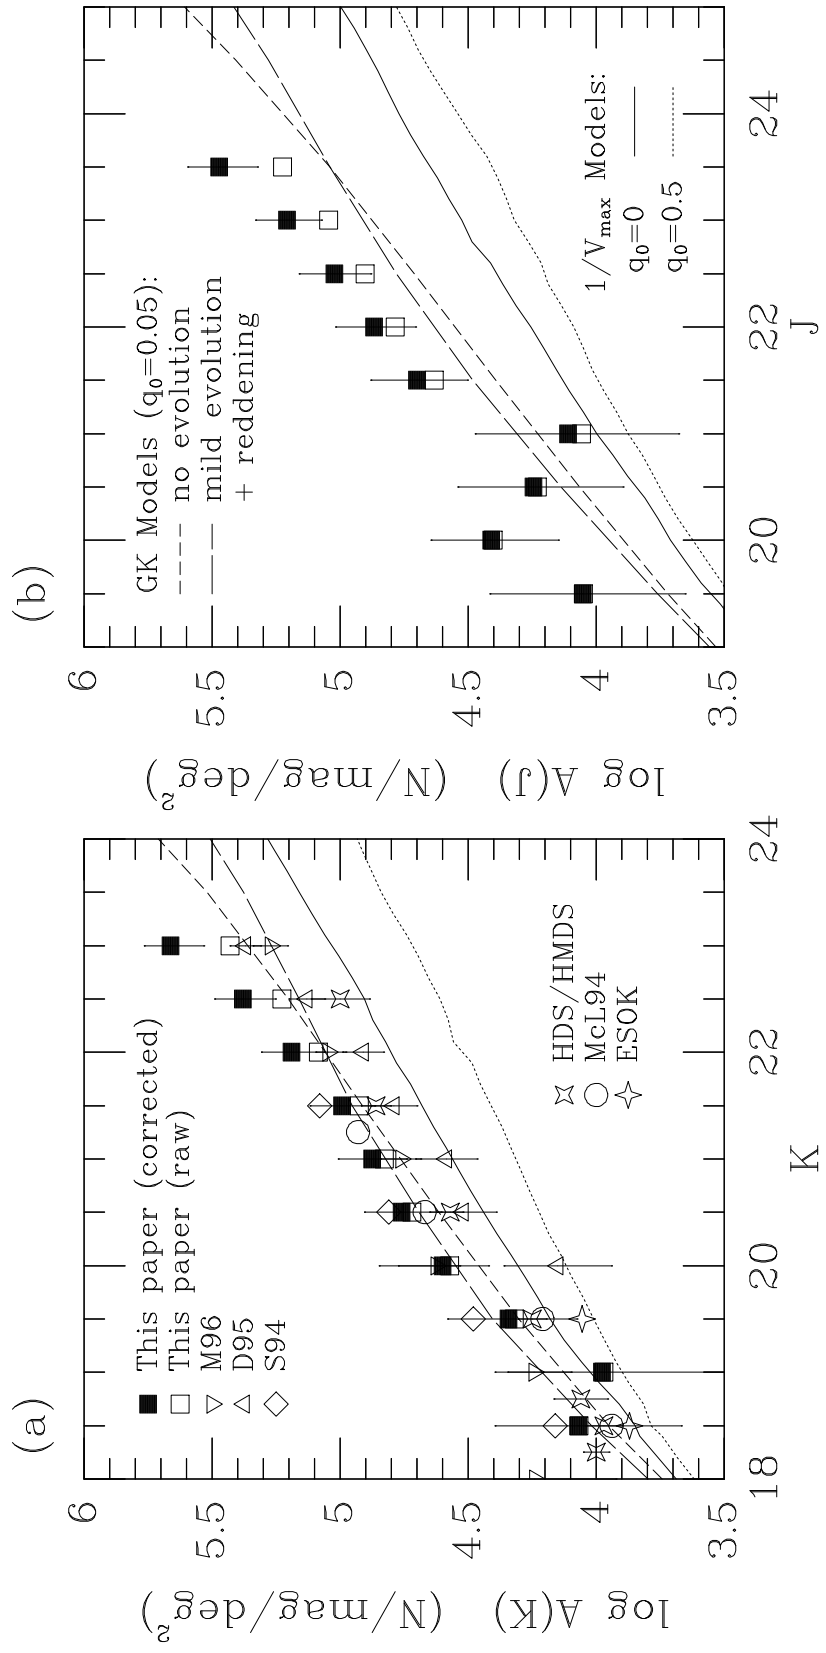 (a)
6
5.5
5
4.5
4
3.5
log A(K) (N/mag/deg²)
18
20
22
24
K
This paper (corrected)
This paper (raw)
M96
D95
S94
HDS/HMDS
McL94
ESOK
(b)
6
5.5
5
4.5
4
3.5
log A(J) (N/mag/deg²)
20
22
24
J
GK Models (q₀=0.05):
no evolution
mild evolution
+ reddening
1/Vmax Models:
q₀=0
q₀=0.5